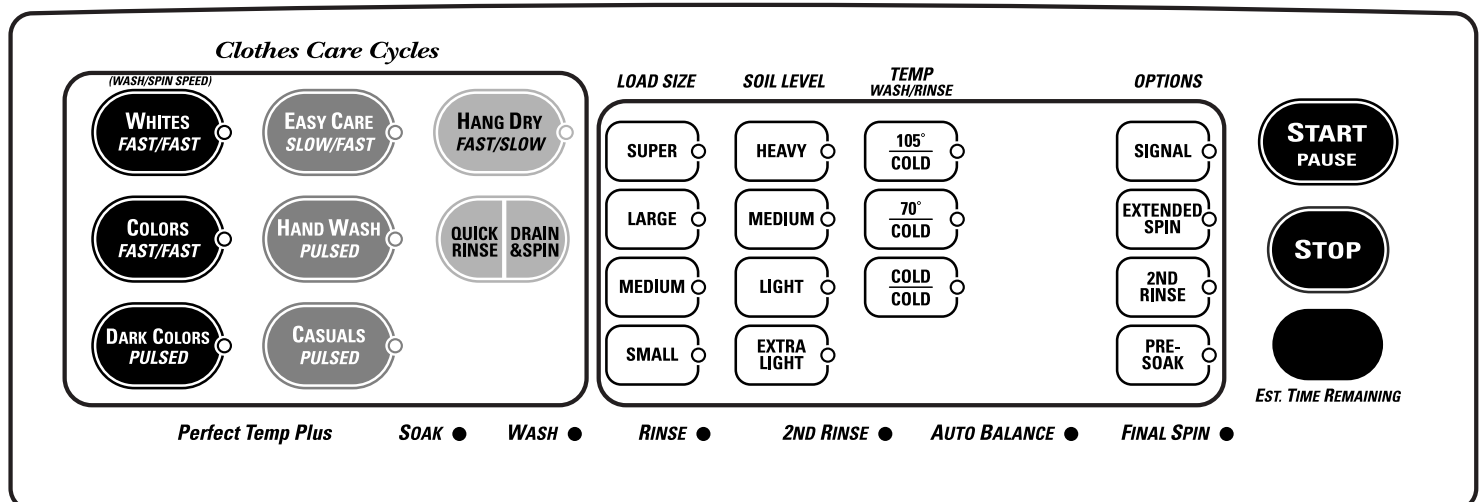 Clothes Care Cycles
(WASH/SPIN SPEED)
WHITES
FAST/FAST
EASY CARE
SLOW/FAST
HANG DRY
FAST/SLOW
COLORS
FAST/FAST
HAND WASH
PULSED
QUICK
RINSE
DRAIN
&SPIN
DARK COLORS
PULSED
CASUALS
PULSED
LOAD SIZE
SUPER
LARGE
MEDIUM
SMALL
SOIL LEVEL
HEAVY
MEDIUM
LIGHT
EXTRA
LIGHT
TEMP
WASH/RINSE
105°
COLD
70°
COLD
COLD
COLD
OPTIONS
SIGNAL
EXTENDED
SPIN
2ND
RINSE
PRE-
SOAK
START
PAUSE
STOP
EST. TIME REMAINING
Perfect Temp Plus SOAK WASH RINSE 2ND RINSE AUTO BALANCE FINAL SPIN